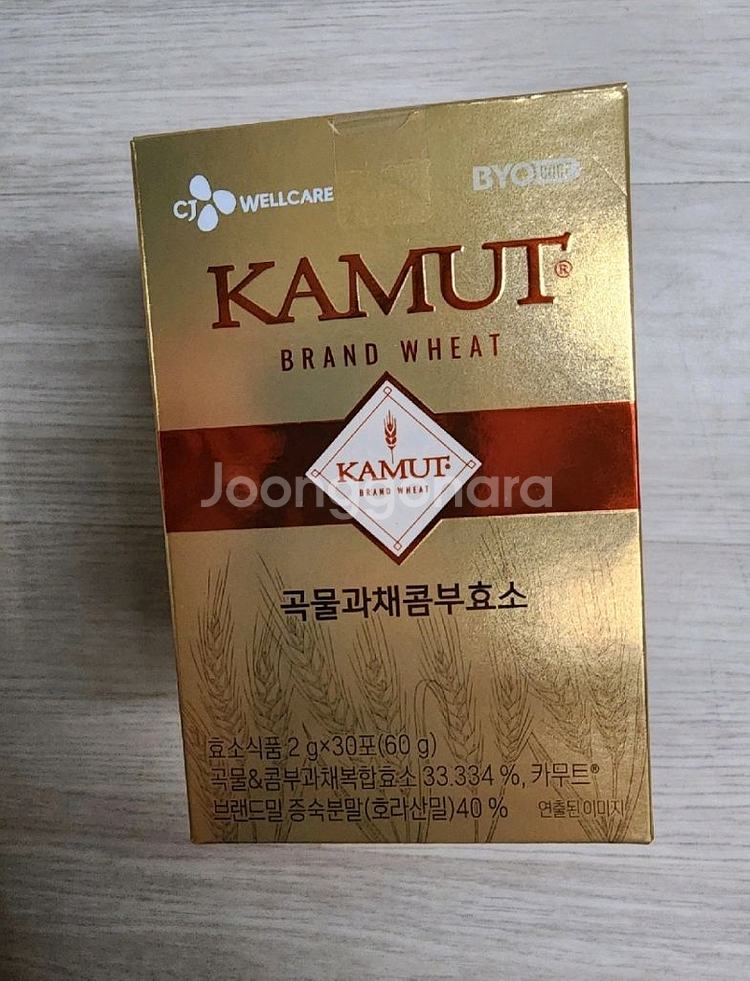 CJ WELLCARE
BYO
KAMUT®
BRAND WHEAT
KAMUT®
BRAND WHEAT
Joonggonara
곡물과채콤부효소
효소식품 2 g×30포(60 g)
곡물&콤부과채복합효소 33.334 %, 카무트®
브랜드밀 증숙분말(호라산밀)40 %
연출된 이미지